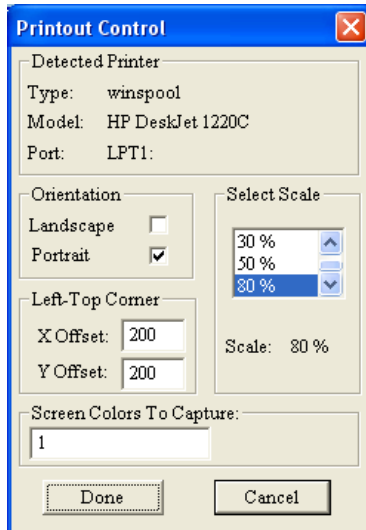 Printout Control
Detected Printer
Type: winspool
Model: HP DeskJet 1220C
Port: LPT1:
Orientation
Landscape
Portrait
Select Scale
30 %
50 %
80 %
Scale: 80 %
Left-Top Corner
X Offset: 200
Y Offset: 200
Screen Colors To Capture:
1
Done Cancel